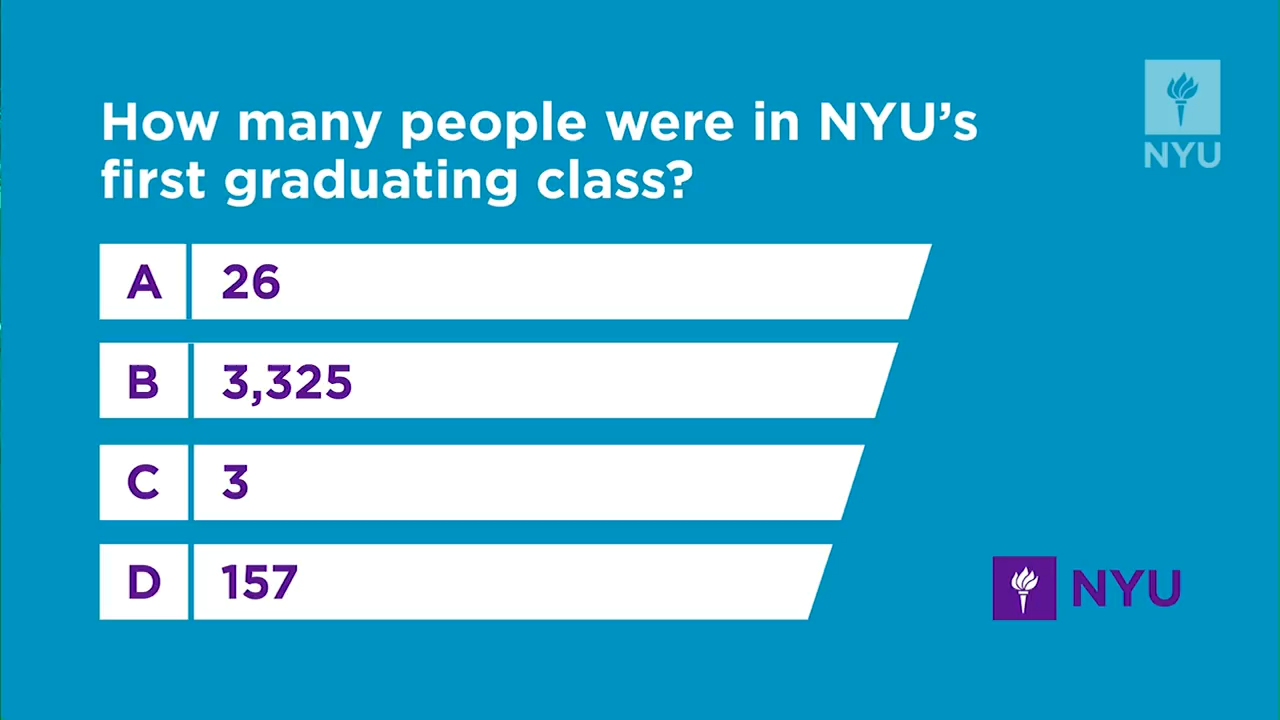 How many people were in NYU's
first graduating class?
NYU
A 26
B 3,325
C 3
D 157
NYU